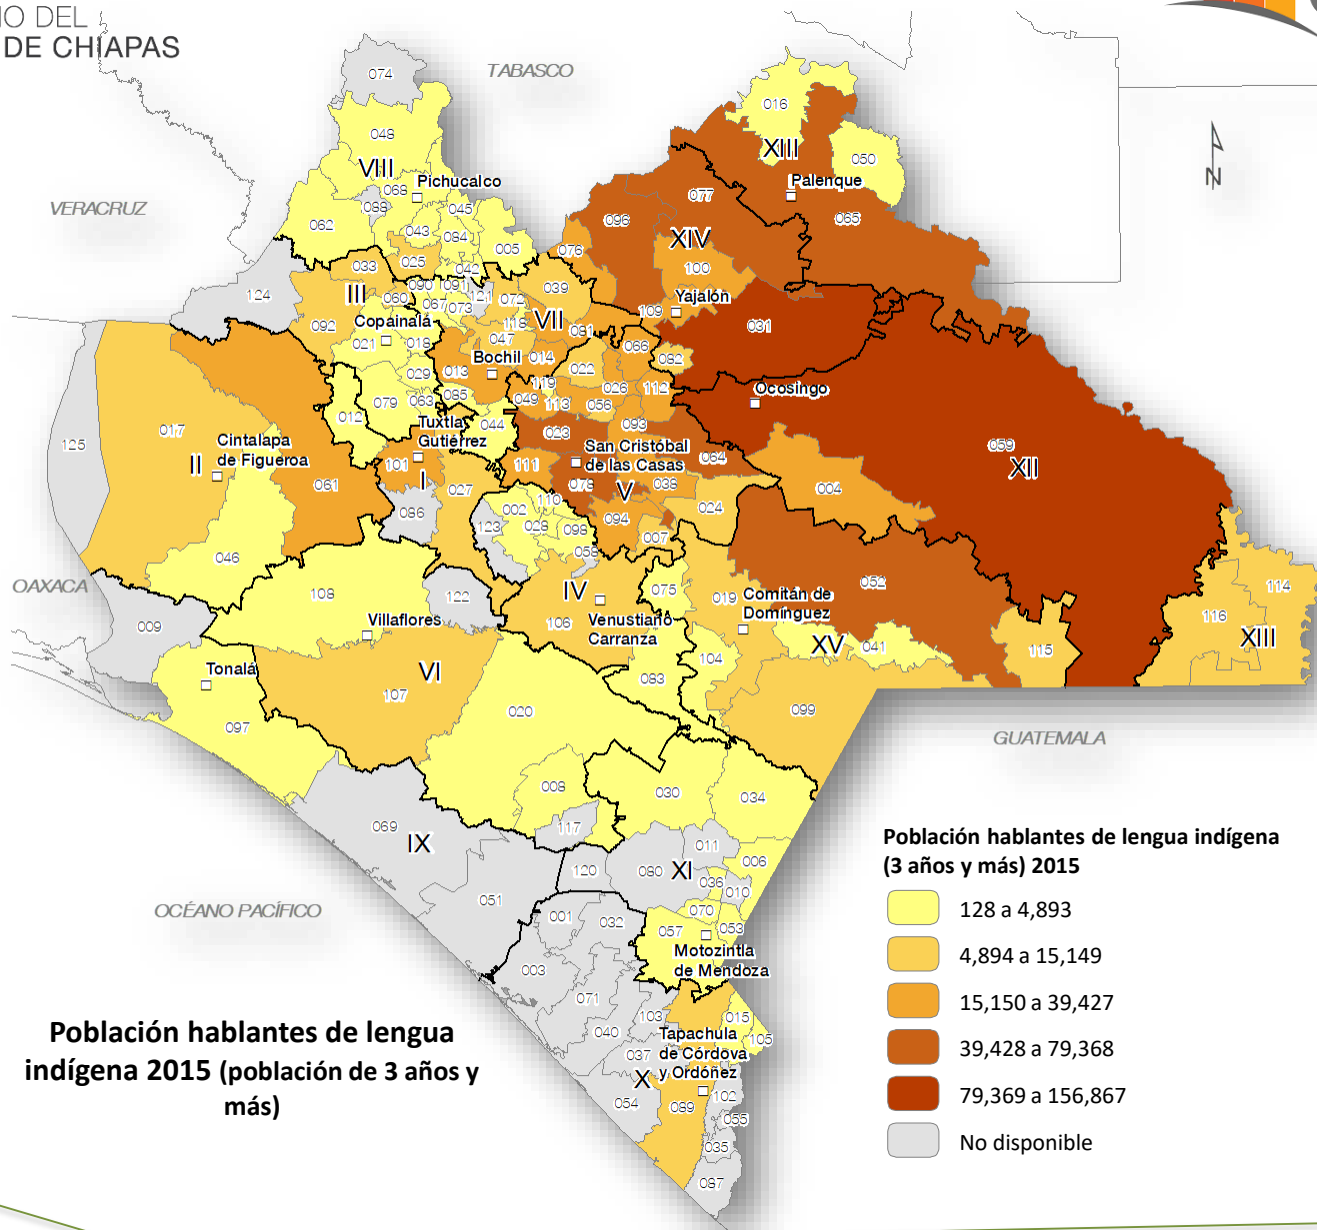 IO DEL
DE CHIAPAS
TABASCO
VERACRUZ
OAXACA
GUATEMALA
OCÉANO PACÍFICO
N
074
016
048
XIII
050
VIII
Pichucalco
Palenque
068
088
077
065
062
045
096
043
084
XIV
005
076
025
100
042
033
124
III
090
091
121
039
060
072
Yajalón
067
073
109
092
118
VII
Copainalá
081
031
021
018
047
066
Bochil
014
082
013
022
029
119
026
112
Ocosingo
079
063
085
049
113
056
012
Tuxtla
Gutiérrez
044
093
017
023
059
125
Cintalapa
de Figueroa
San Cristóbal
de las Casas
064
XII
II
101
111
I
078
061
027
V
038
004
002
110
024
086
123
028
098
094
007
046
058
052
108
IV
075
114
122
019
Comitán de
Domínguez
116
Villaflores
106
Venustiano
Carranza
XIII
009
XV
041
115
104
Tonalá
VI
083
107
020
099
097
008
030
034
069
117
IX
011
006
120
080
XI
036
010
051
001
032
070
057
053
Motozintla
de Mendoza
003
071
103
015
040
105
Tapachula
de Córdova
y Ordóñez
037
X
054
089
102
055
035
087
Población hablantes de lengua
indígena 2015 (población de 3 años y
más)
Población hablantes de lengua indígena
(3 años y más) 2015
128 a 4,893
4,894 a 15,149
15,150 a 39,427
39,428 a 79,368
79,369 a 156,867
No disponible